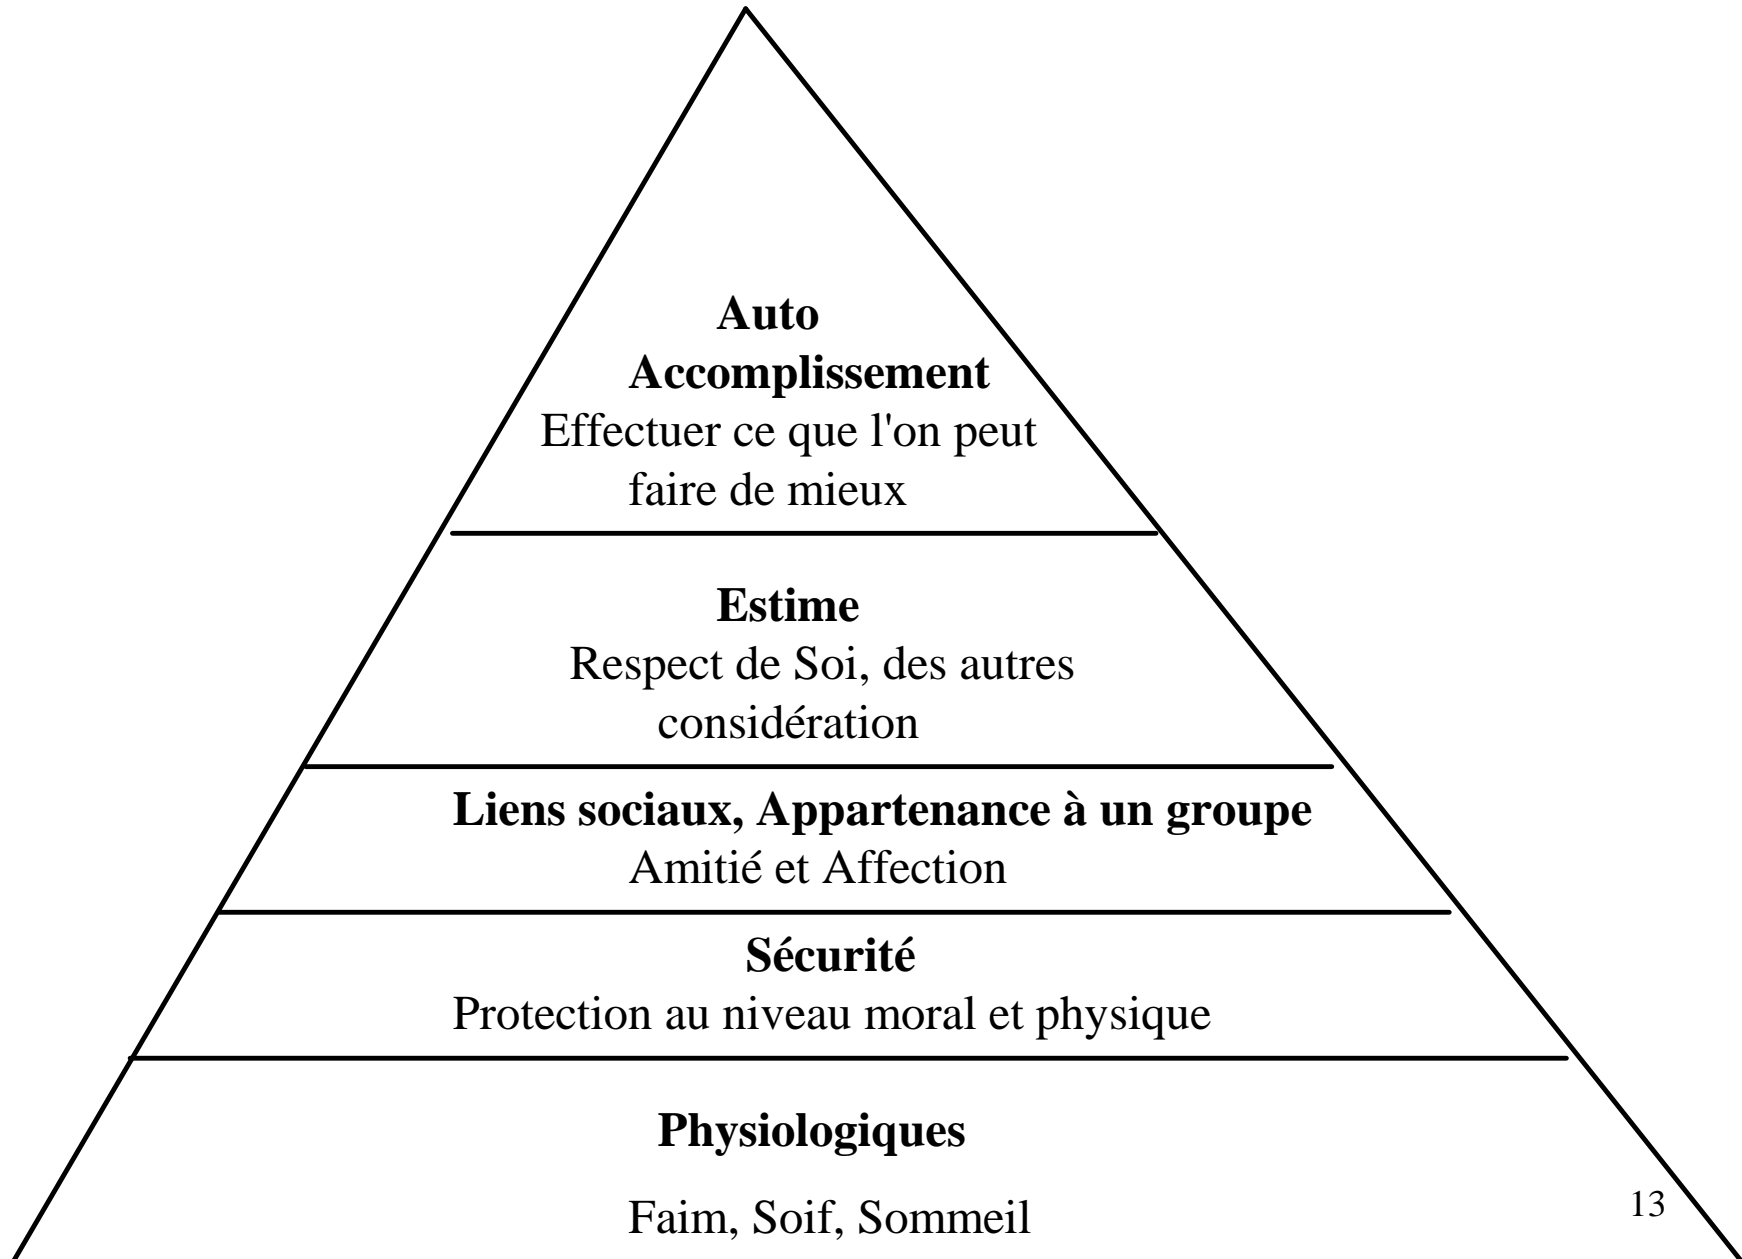 Auto
Accomplissement
Effectuer ce que l'on peut
faire de mieux
Estime
Respect de Soi, des autres
considération
Liens sociaux, Appartenance à un groupe
Amitié et Affection
Sécurité
Protection au niveau moral et physique
Physiologiques
Faim, Soif, Sommeil
13